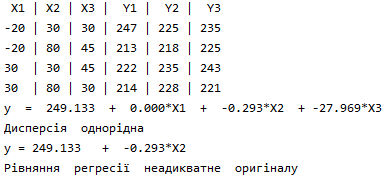 X1 | X2 | X3 | Y1 | Y2 | Y3
-20 | 30 | 30 | 247 | 225 | 235
-20 | 80 | 45 | 213 | 218 | 225
30 | 30 | 45 | 222 | 235 | 243
30 | 80 | 30 | 214 | 228 | 221
y = 249.133 + 0.000*X1 + -0.293*X2 + -27.969*X3
Дисперсія однорідна
y = 249.133 + -0.293*X2
Рівняння регресії неадикватне оригіналу